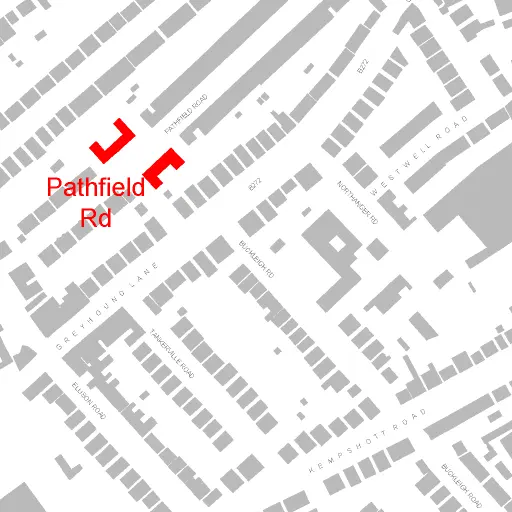 B272
PATHFIELD ROAD
WESTWELL ROAD
Pathfield
Rd
B272
NORTHANGER RD
BUCKLEIGH RD
GREYHOUND LANE
TANKERVILLE ROAD
ELLISON ROAD
KEMPSHOTT ROAD
BUCKLEIGH ROAD